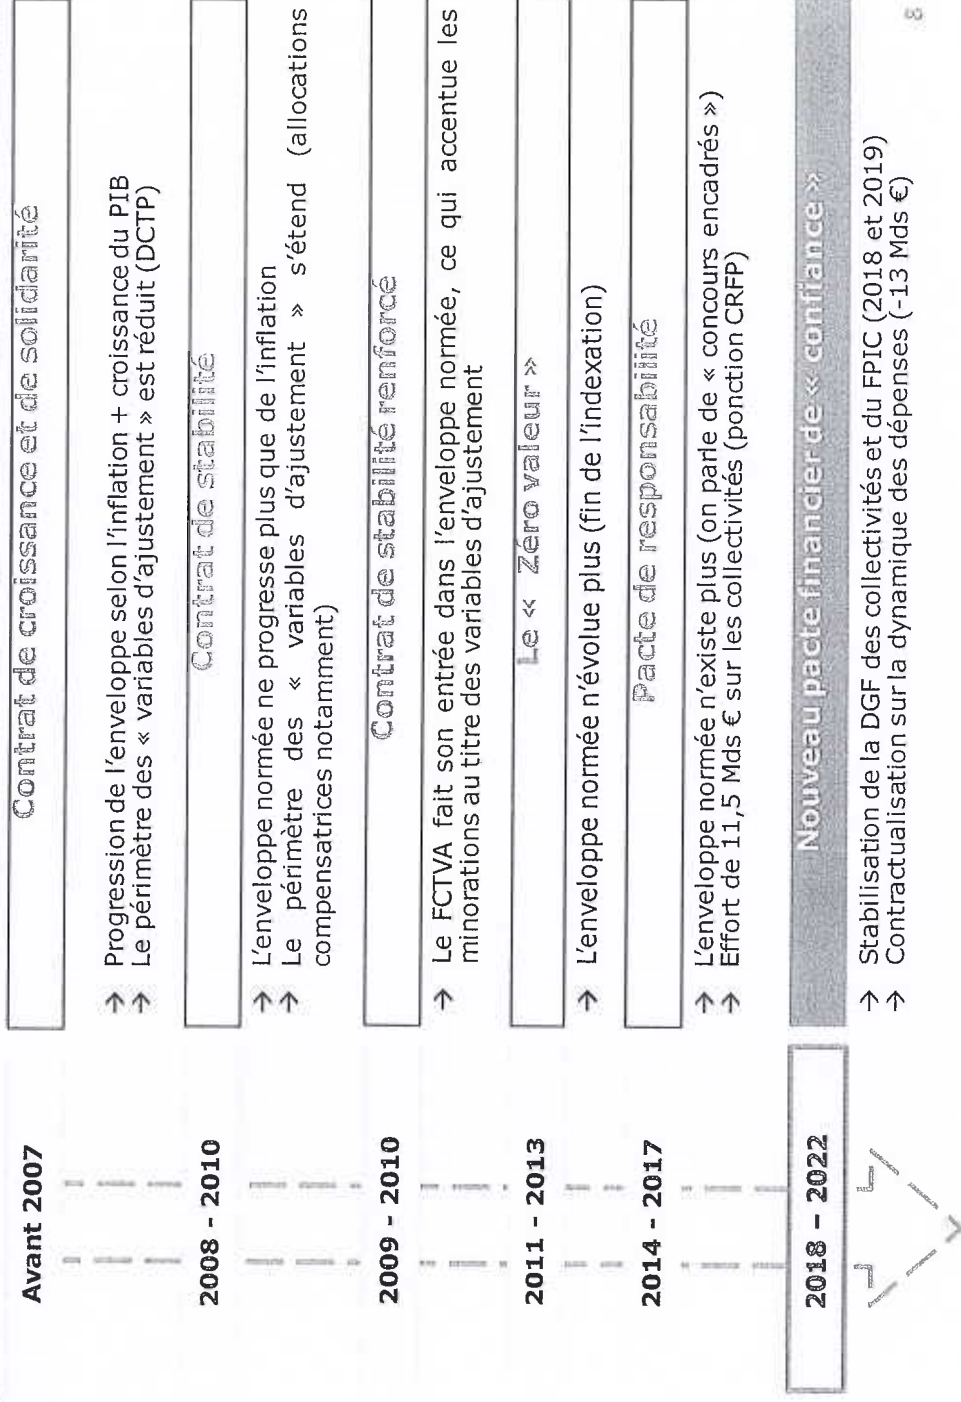 Avant 2007
Contrat de croissance et de solidarité
→ Progression de l'enveloppe selon l'inflation + croissance du PIB
→ Le périmètre des « variables d'ajustement » est réduit (DCTP)
2008 - 2010
Contrat de stabilité
→ L'enveloppe normée ne progresse plus que de l'inflation
→ Le périmètre des « variables d'ajustement » s'étend (allocations
compensatrices notamment)
2009 - 2010
Contrat de stabilité renforcé
→ Le FCTVA fait son entrée dans l'enveloppe normée, ce qui accentue les
minorations au titre des variables d'ajustement
2011 - 2013
Le « Zéro valeur »
→ L'enveloppe normée n'évolue plus (fin de l'indexation)
2014 - 2017
Pacte de responsabilité
→ L'enveloppe normée n'existe plus (on parle de « concours encadrés »)
→ Effort de 11,5 Mds € sur les collectivités (ponction CRFP)
2018 – 2022
Nouveau pacte financier de « confiance »
→ Stabilisation de la DGF des collectivités et du FPIC (2018 et 2019)
→ Contractualisation sur la dynamique des dépenses (-13 Mds €)
8